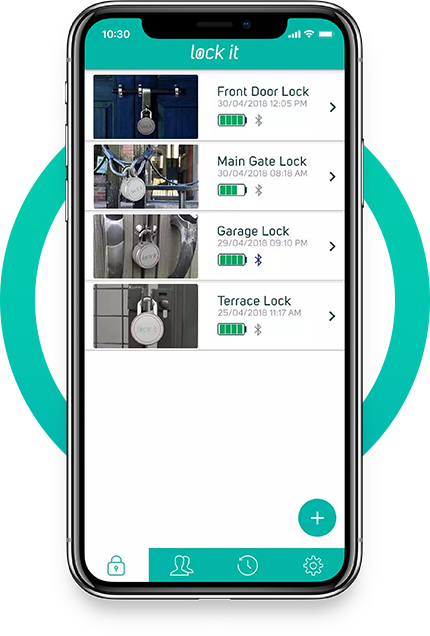 10:30
lock it
Front Door Lock
30/04/2018 12:05 PM
Main Gate Lock
30/04/2018 08:18 AM
Garage Lock
29/04/2018 09:10 PM
Terrace Lock
25/04/2018 11:17 AM
lock it